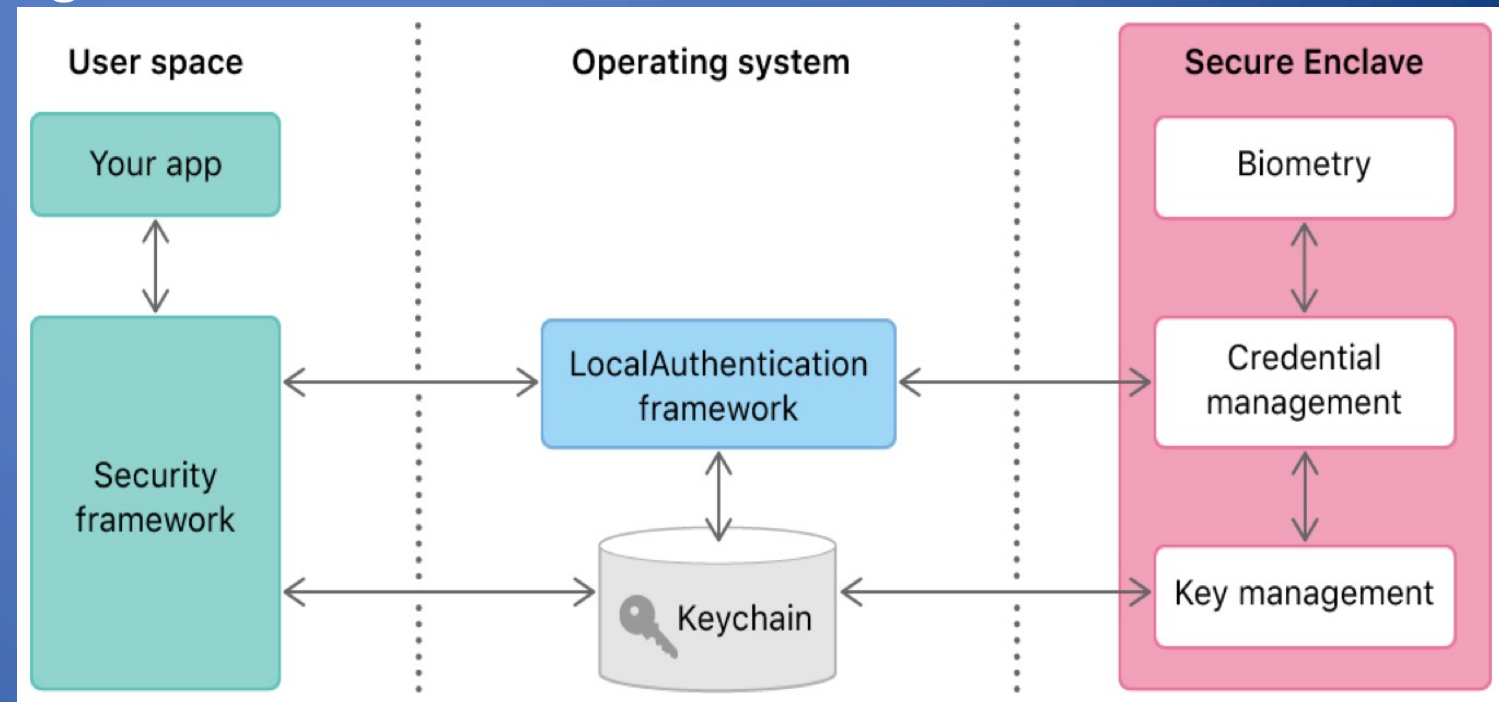 User space
Operating system
Secure Enclave
Your app
Biometry
LocalAuthentication
framework
Credential
management
Security
framework
Keychain
Key management